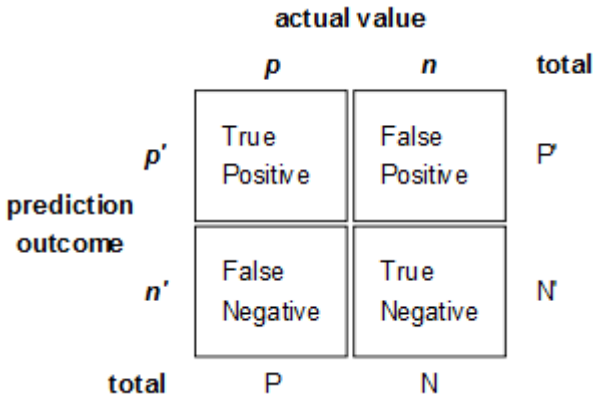 actual value
p n total
p' True Positive False Positive P'
prediction outcome
n' False Negative True Negative N'
total P N